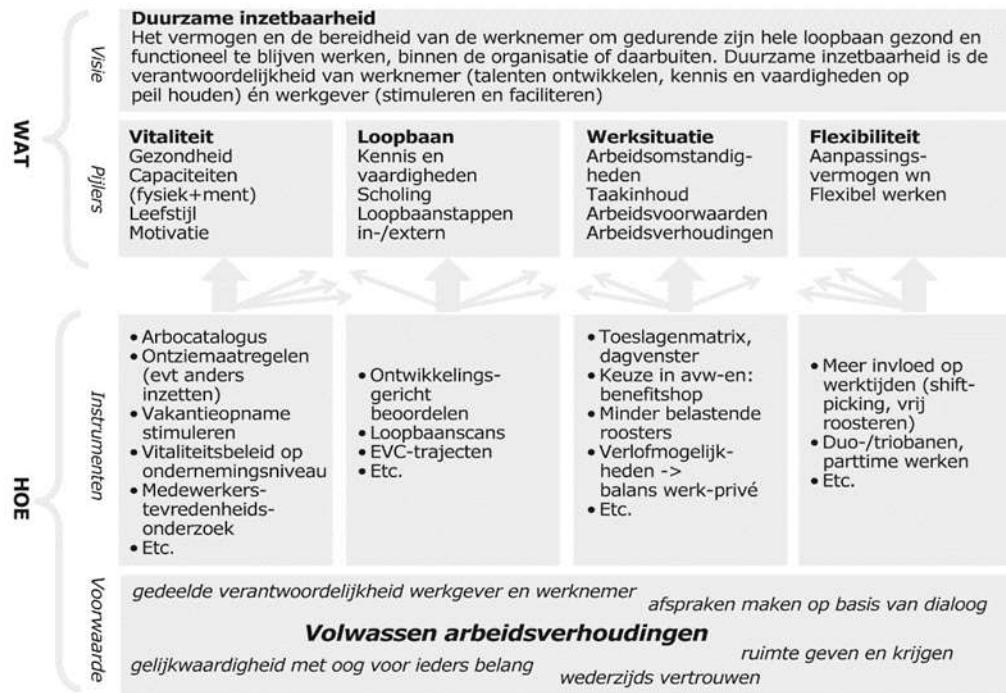 WAT
Visie
Duurzame inzetbaarheid
Het vermogen en de bereidheid van de werknemer om gedurende zijn hele loopbaan gezond en
functioneel te blijven werken, binnen de organisatie of daarbuiten. Duurzame inzetbaarheid is de
verantwoordelijkheid van werknemer (talenten ontwikkelen, kennis en vaardigheden op
peil houden) én werkgever (stimuleren en faciliteren)
Pijlers
Vitaliteit
Gezondheid
Capaciteiten
(fysiek+ment)
Leefstijl
Motivatie
Loopbaan
Kennis en
vaardigheden
Scholing
Loopbaanstappen
in-/extern
Werksituatie
Arbeidsomstandig-
heden
Taakinhoud
Arbeidsvoorwaarden
Arbeidsverhoudingen
Flexibiliteit
Aanpassings-
vermogen wn
Flexibel werken
HOE
Instrumenten
• Arbocatalogus
• Ontziemaatregelen
(evt anders
inzetten)
• Vakantieopname
stimuleren
• Vitaliteitsbeleid op
ondernemingsniveau
• Medewerkers-
tevredenheids-
onderzoek
• Etc.
• Ontwikkelings-
gericht
beoordelen
• Loopbaanscans
• EVC-trajecten
• Etc.
• Toeslagenmatrix,
dagvenster
• Keuze in avw-en:
benefitshop
• Minder belastende
roosters
• Verlofmogelijk-
heden ->
balans werk-privé
• Etc.
• Meer invloed op
werktijden (shift-
picking, vrij
roosteren)
• Duo-/triobanen,
parttime werken
• Etc.
Voorwaarde
gedeelde verantwoordelijkheid werkgever en werknemer
afspraken maken op basis van dialoog
Volwassen arbeidsverhoudingen
ruimte geven en krijgen
gelijkwaardigheid met oog voor ieders belang
wederzijds vertrouwen